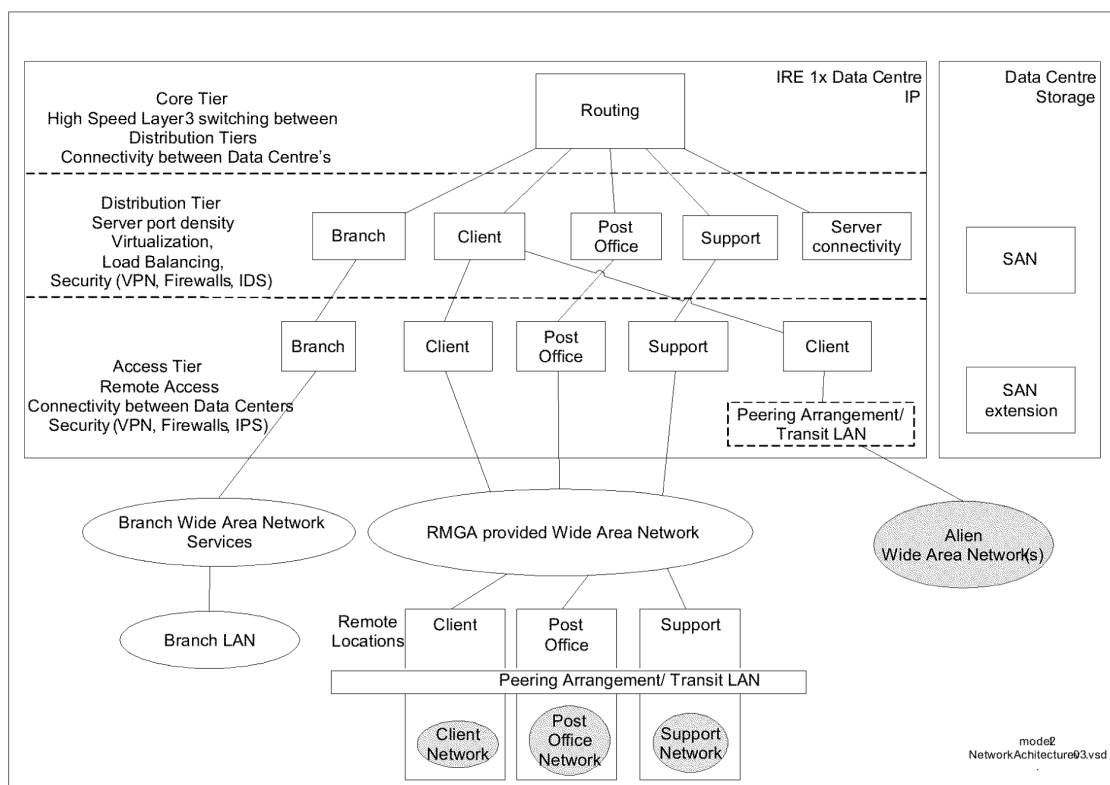 IRE 1x Data Centre
IP
Data Centre
Storage
Core Tier
High Speed Layer3 switching between
Distribution Tiers
Connectivity between Data Centre's
Routing
Distribution Tier
Server port density
Virtualization,
Load Balancing,
Security (VPN, Firewalls, IDS)
Branch
Client
Post
Office
Support
Server
connectivity
SAN
Access Tier
Remote Access
Connectivity between Data Centers
Security (VPN, Firewalls, IPS)
Branch
Client
Post
Office
Support
Client
Peering Arrangement/
Transit LAN
SAN
extension
Branch Wide Area Network
Services
RMGA provided Wide Area Network
Alien
Wide Area Network(s)
Branch LAN
Remote
Locations
Client
Post
Office
Support
Peering Arrangement/ Transit LAN
Client
Network
Post
Office
Network
Support
Network